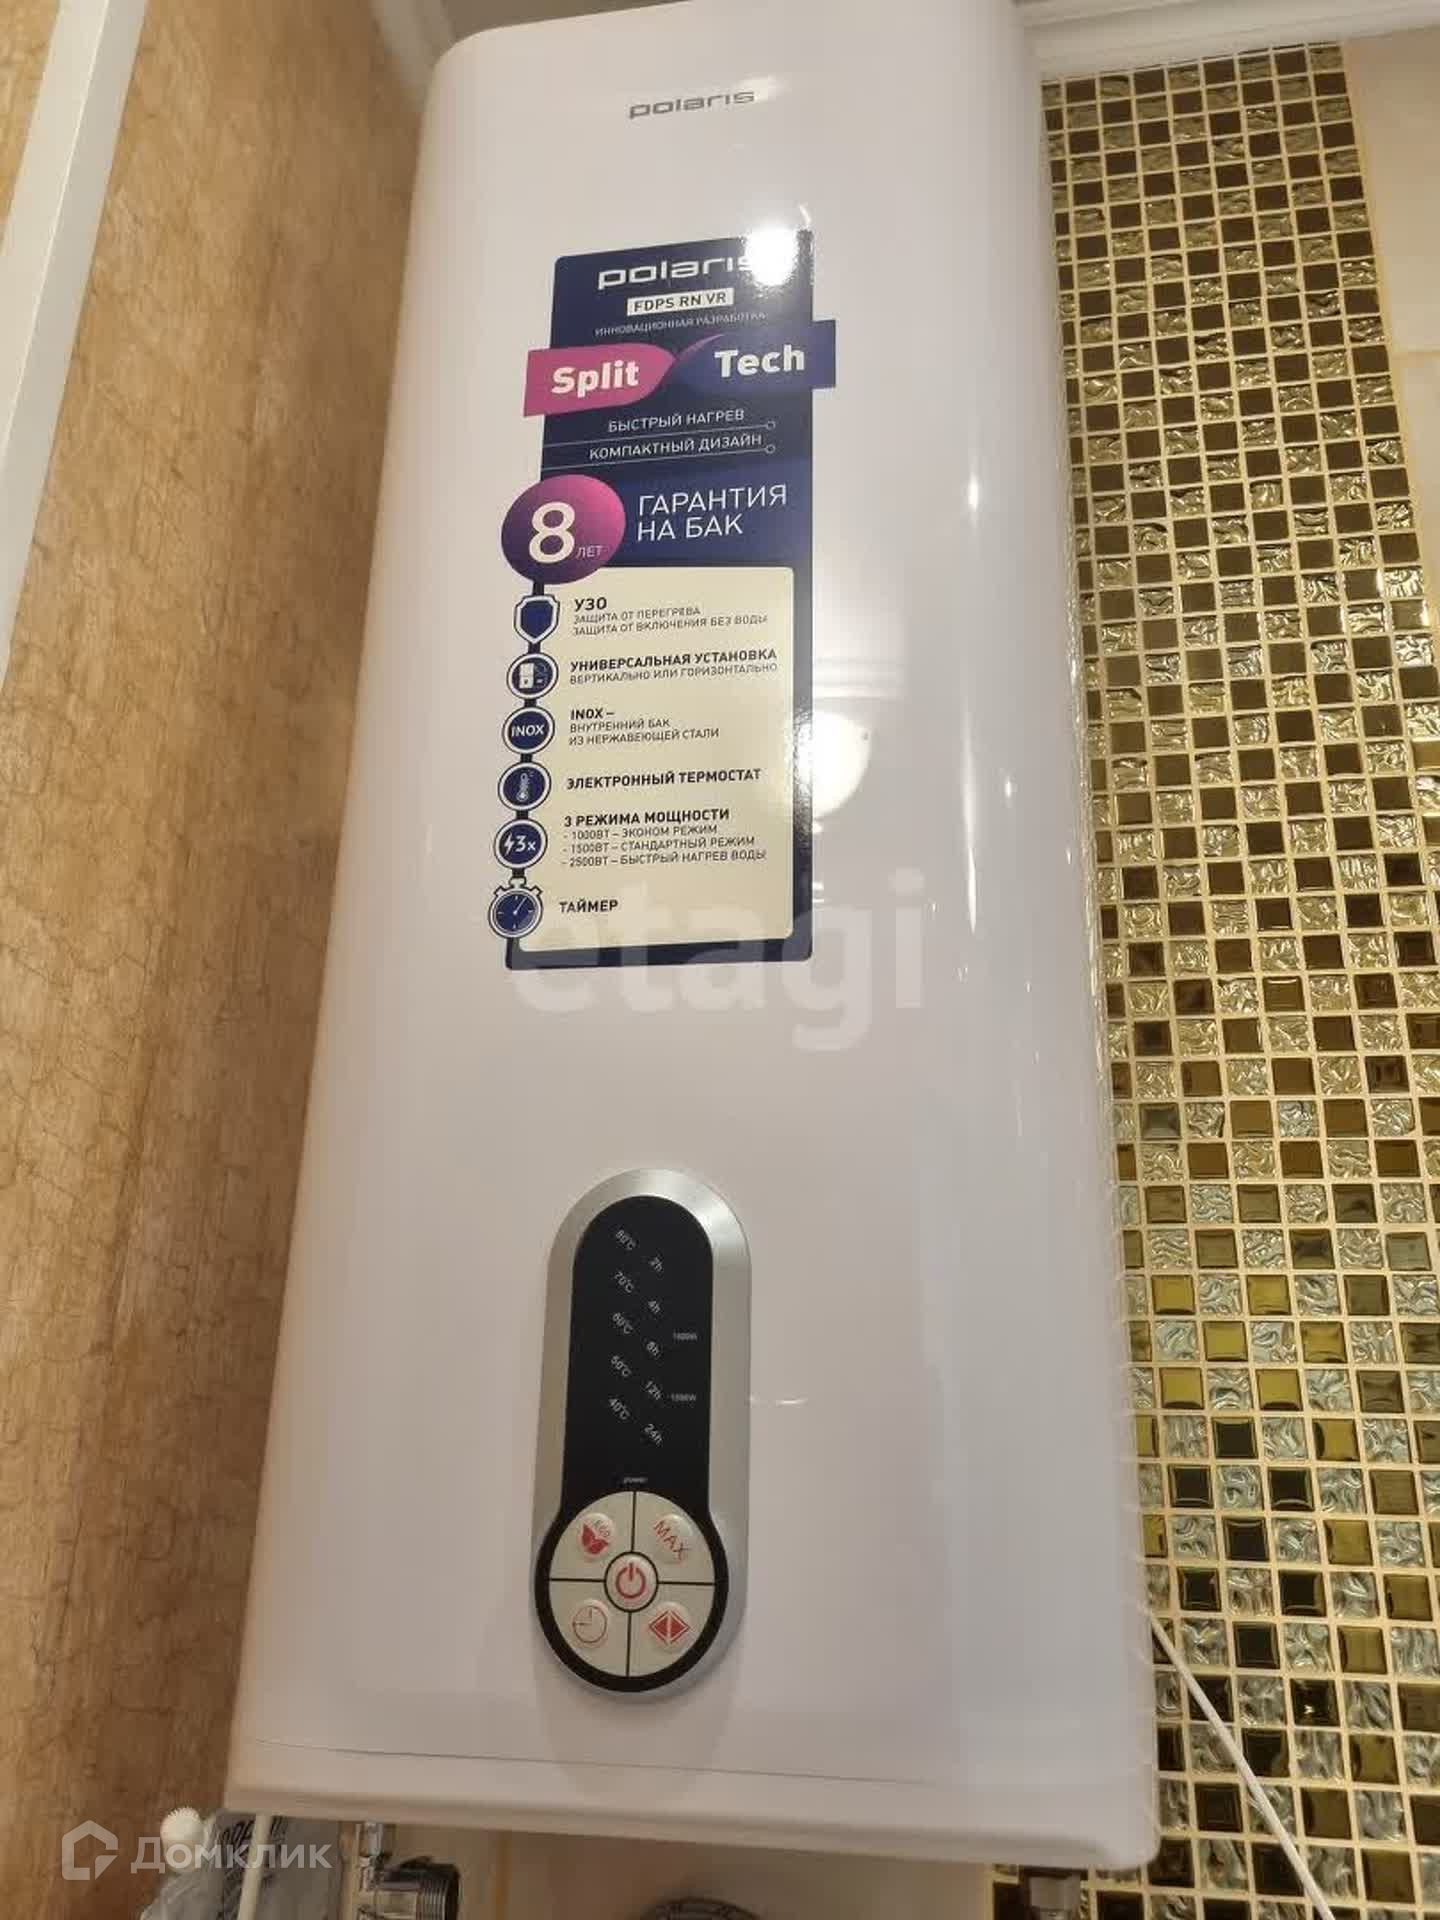 polaris
polaris
FDPS RN VR
ИННОВАЦИОННАЯ РАЗРАБОТКА
Split Tech
БЫСТРЫЙ НАГРЕВ
КОМПАКТНЫЙ ДИЗАЙН
8 ЛЕТ
ГАРАНТИЯ
НА БАК
УЗО
ЗАЩИТА ОТ ПЕРЕГРЕВА
ЗАЩИТА ОТ ВКЛЮЧЕНИЯ БЕЗ ВОДЫ
УНИВЕРСАЛЬНАЯ УСТАНОВКА
ВЕРТИКАЛЬНО ИЛИ ГОРИЗОНТАЛЬНО
INOX
INOX –
ВНУТРЕННИЙ БАК
ИЗ НЕРЖАВЕЮЩЕЙ СТАЛИ
ЭЛЕКТРОННЫЙ ТЕРМОСТАТ
3x
3 РЕЖИМА МОЩНОСТИ
- 1000ВТ – ЭКОНОМ РЕЖИМ
- 1500ВТ – СТАНДАРТНЫЙ РЕЖИМ
- 2500ВТ – БЫСТРЫЙ НАГРЕВ ВОДЫ
ТАЙМЕР
etagi
80°C 2h
70°C 4h
60°C 8h
50°C 12h
40°C 24h
power
ECO MAX
Домклик